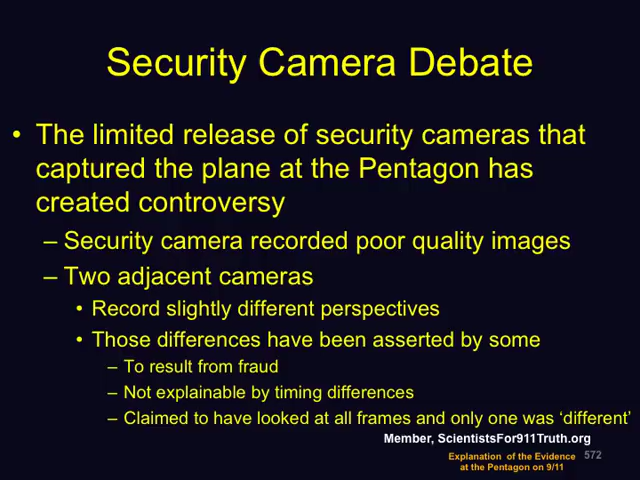 Security Camera Debate
• The limited release of security cameras that
captured the plane at the Pentagon has
created controversy
– Security camera recorded poor quality images
– Two adjacent cameras
• Record slightly different perspectives
• Those differences have been asserted by some
– To result from fraud
– Not explainable by timing differences
– Claimed to have looked at all frames and only one was ‘different’
Member, ScientistsFor911Truth.org
Explanation of the Evidence 572
at the Pentagon on 9/11